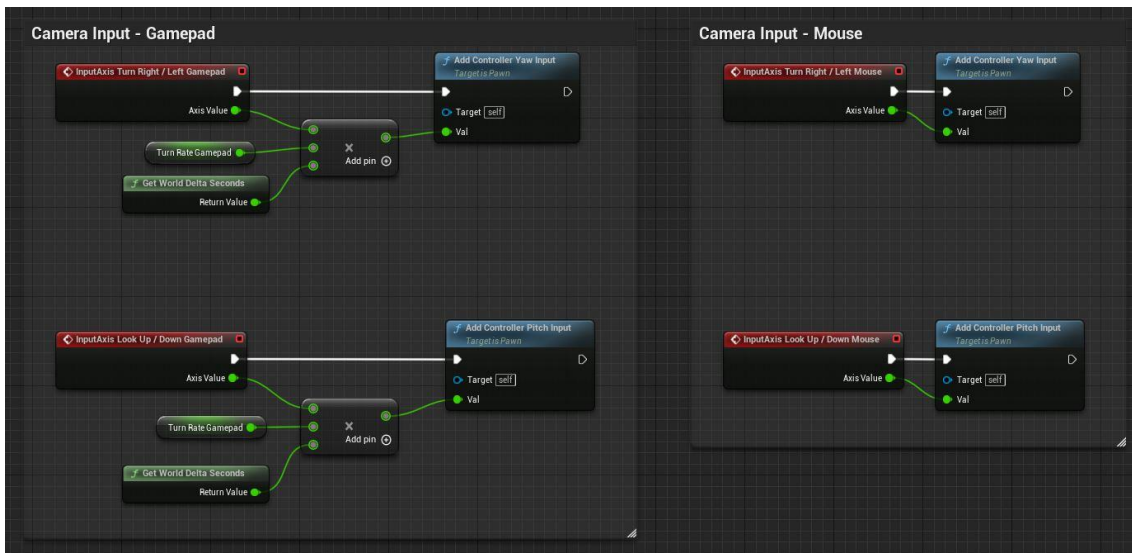 Camera Input - Gamepad
InputAxis Turn Right / Left Gamepad
Axis Value
Turn Rate Gamepad
Get World Delta Seconds
Return Value
Add pin
Add Controller Yaw Input
Target is Pawn
Target self
Val
InputAxis Look Up / Down Gamepad
Axis Value
Turn Rate Gamepad
Get World Delta Seconds
Return Value
Add pin
Add Controller Pitch Input
Target is Pawn
Target self
Val
Camera Input - Mouse
InputAxis Turn Right / Left Mouse
Axis Value
Add Controller Yaw Input
Target is Pawn
Target self
Val
InputAxis Look Up / Down Mouse
Axis Value
Add Controller Pitch Input
Target is Pawn
Target self
Val